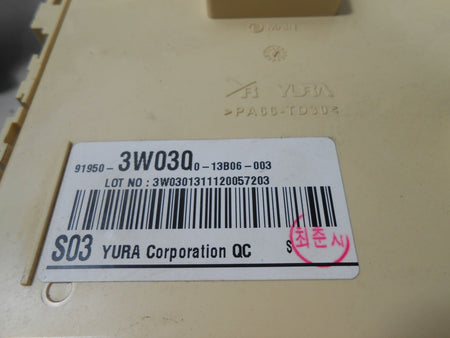 YURA
>PA66-TD30<
91950-3W030
0-13B06-003
LOT NO : 3W0301311120057203
S03 YURA Corporation QC S
최준시